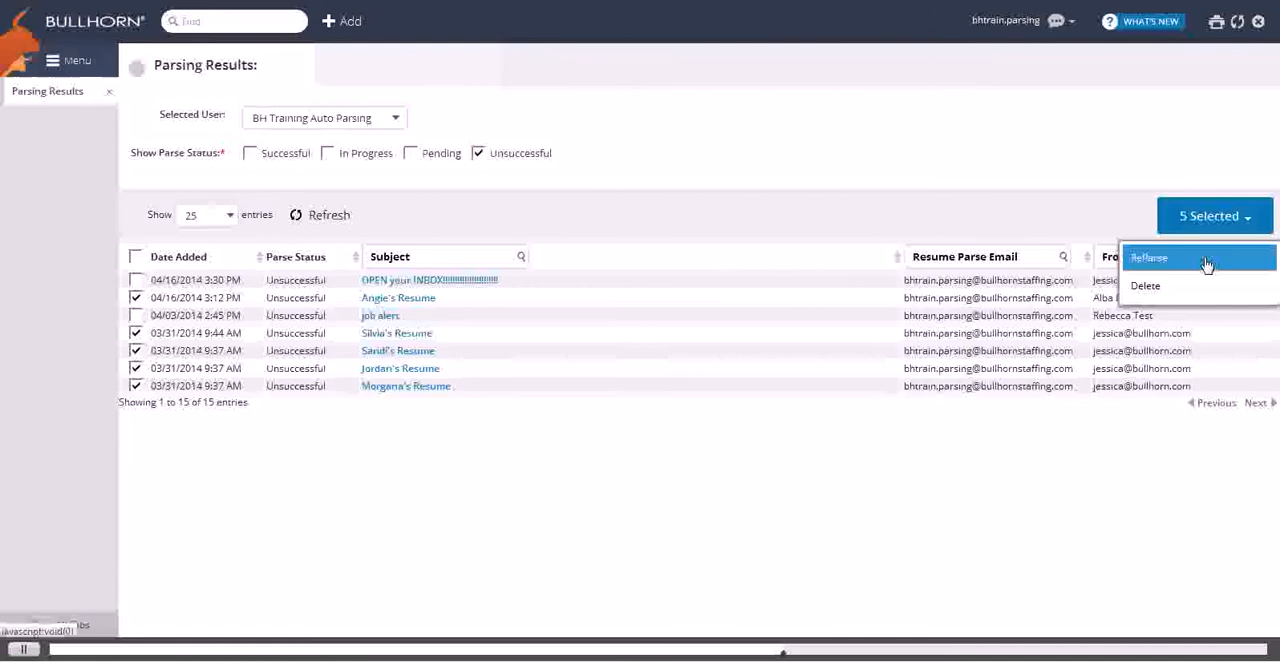 BULLHORN® find Add bhtrain.parsing ? WHAT'S NEW
Menu Parsing Results:
Parsing Results ×
Selected User: BH Training Auto Parsing
Show Parse Status:* Successful In Progress Pending Unsuccessful
Show 25 entries Refresh 5 Selected
Date Added Parse Status Subject Resume Parse Email Fro
ReParse
Delete
04/16/2014 3:30 PM Unsuccessful OPEN your INBOX!!!!!!!!!!!!!!!!!!!!!!!! bhtrain.parsing@bullhornstaffing.com Jessic
04/16/2014 3:12 PM Unsuccessful Angie's Resume bhtrain.parsing@bullhornstaffing.com Alba
04/03/2014 2:45 PM Unsuccessful job alert bhtrain.parsing@bullhornstaffing.com Rebecca Test
03/31/2014 9:44 AM Unsuccessful Silvia's Resume bhtrain.parsing@bullhornstaffing.com jessica@bullhorn.com
03/31/2014 9:37 AM Unsuccessful Sandi's Resume bhtrain.parsing@bullhornstaffing.com jessica@bullhorn.com
03/31/2014 9:37 AM Unsuccessful Jordan's Resume bhtrain.parsing@bullhornstaffing.com jessica@bullhorn.com
03/31/2014 9:37 AM Unsuccessful Morgana's Resume bhtrain.parsing@bullhornstaffing.com jessica@bullhorn.com
Showing 1 to 15 of 15 entries Previous Next
javascript:void(0)